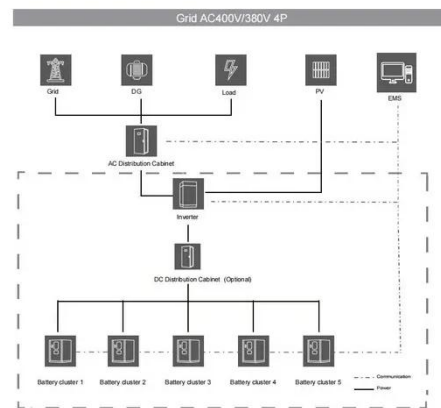 Grid AC400V/380V 4P
Grid
DG
Load
PV
EMS
AC Distribution Cabinet
Inverter
DC Distribution Cabinet (Optional)
Battery cluster 1
Battery cluster 2
Battery cluster 3
Battery cluster 4
Battery cluster 5
Communication
Power